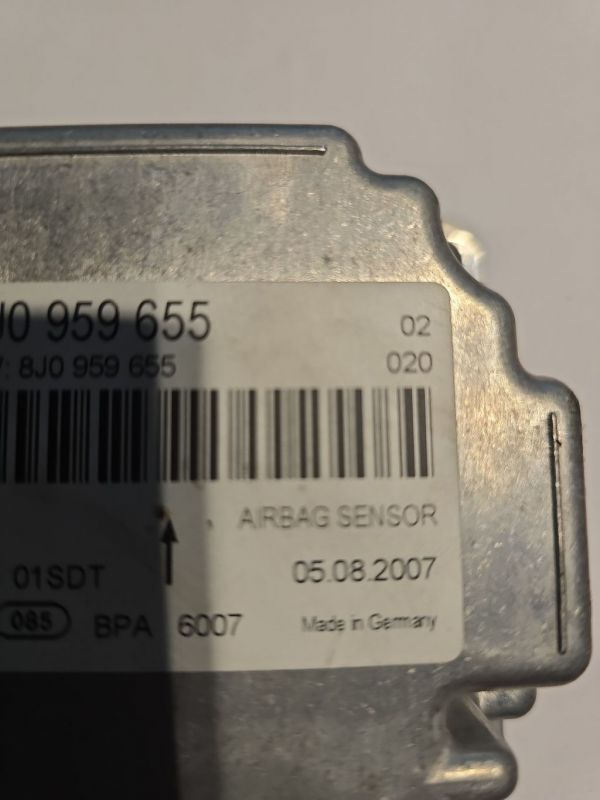 J0 959 655 02
: 8J0 959 655 020
AIRBAG SENSOR
01SDT 05.08.2007
085 BPA 6007 Made in Germany